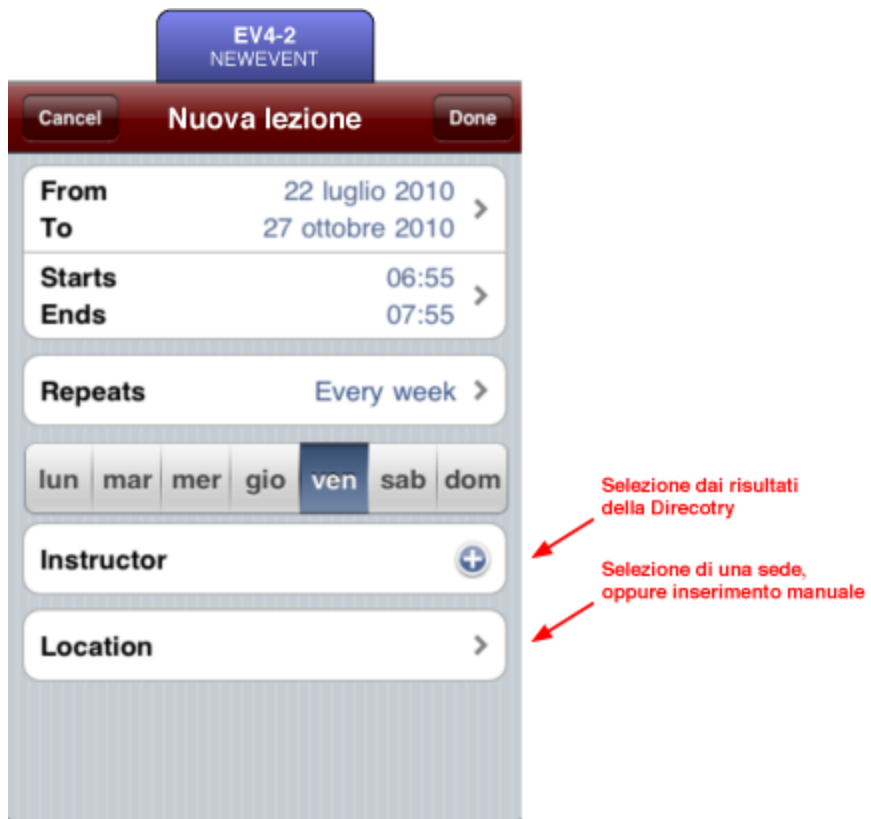 EV4-2
NEWEVENT
Cancel Nuova lezione Done
From 22 luglio 2010
To 27 ottobre 2010
Starts 06:55
Ends 07:55
Repeats Every week
lun mar mer gio ven sab dom
Instructor
Location
Selezione dai risultati
della Direcotry
Selezione di una sede,
oppure inserimento manuale